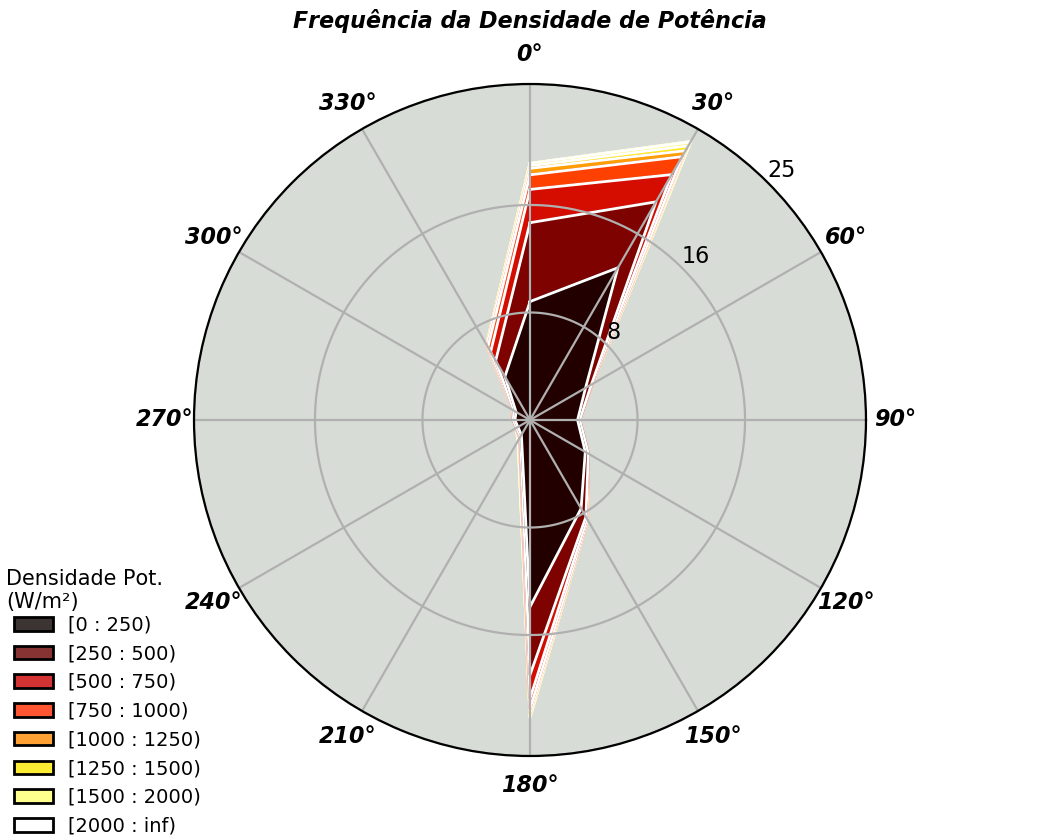 Frequência da Densidade de Potência
0°
330°
30°
25
300°
60°
16
8
270°
90°
240°
120°
210°
150°
180°
Densidade Pot.
(W/m²)
[0 : 250)
[250 : 500)
[500 : 750)
[750 : 1000)
[1000 : 1250)
[1250 : 1500)
[1500 : 2000)
[2000 : inf)